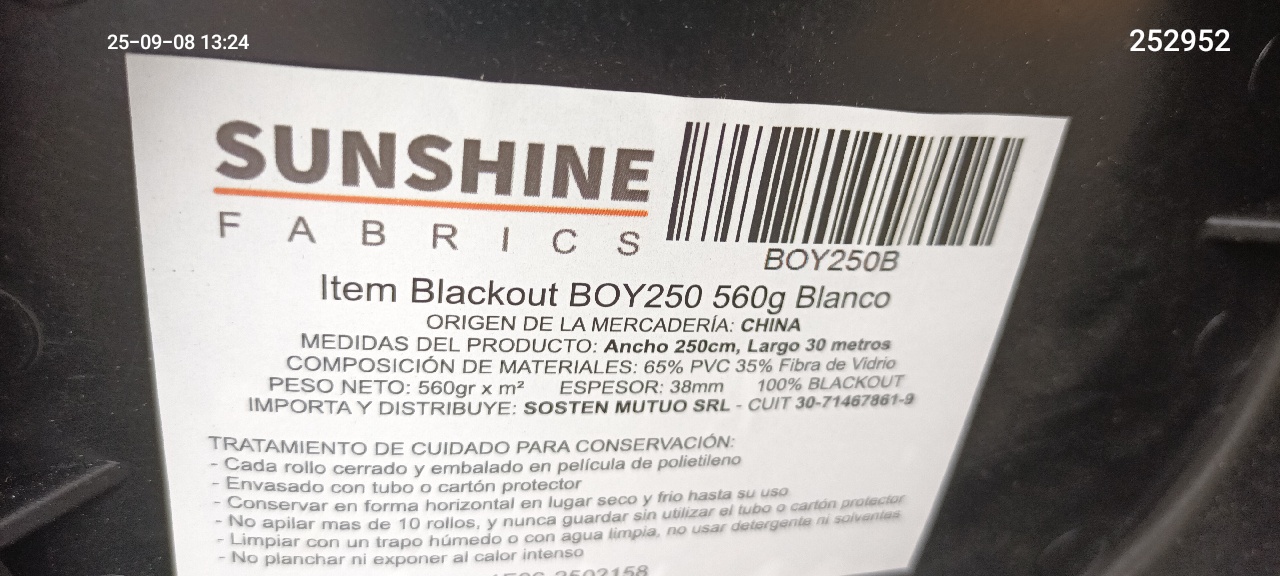 25-09-08 13:24
252952
SUNSHINE
FABRICS
BOY250B
Item Blackout BOY250 560g Blanco
ORIGEN DE LA MERCADERÍA: CHINA
MEDIDAS DEL PRODUCTO: Ancho 250cm, Largo 30 metros
COMPOSICIÓN DE MATERIALES: 65% PVC 35% Fibra de Vidrio
PESO NETO: 560gr x m² ESPESOR: 38mm 100% BLACKOUT
IMPORTA Y DISTRIBUYE: SOSTEN MUTUO SRL - CUIT 30-71467861-9
TRATAMIENTO DE CUIDADO PARA CONSERVACIÓN:
- Cada rollo cerrado y embalado en película de polietileno
- Envasado con tubo o cartón protector
- Conservar en forma horizontal en lugar seco y frio hasta su uso
- No apilar mas de 10 rollos, y nunca guardar sin utilizar el tubo o cartón protector
- Limpiar con un trapo húmedo o con agua limpia, no usar detergente ni solventes
- No planchar ni exponer al calor intenso